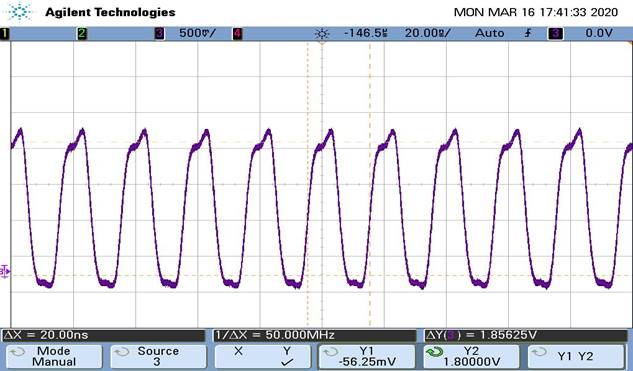 Agilent Technologies MON MAR 16 17:41:33 2020
1 2 3 500mV/ 4 -146.5 20.00 Auto 3 0.0V
ΔX = 20.00ns 1/ΔX = 50.000MHz ΔY(3) = 1.85625V
Mode Source X Y Y1 Y2 Y1 Y2
Manual 3 -56.25mV 1.80000V